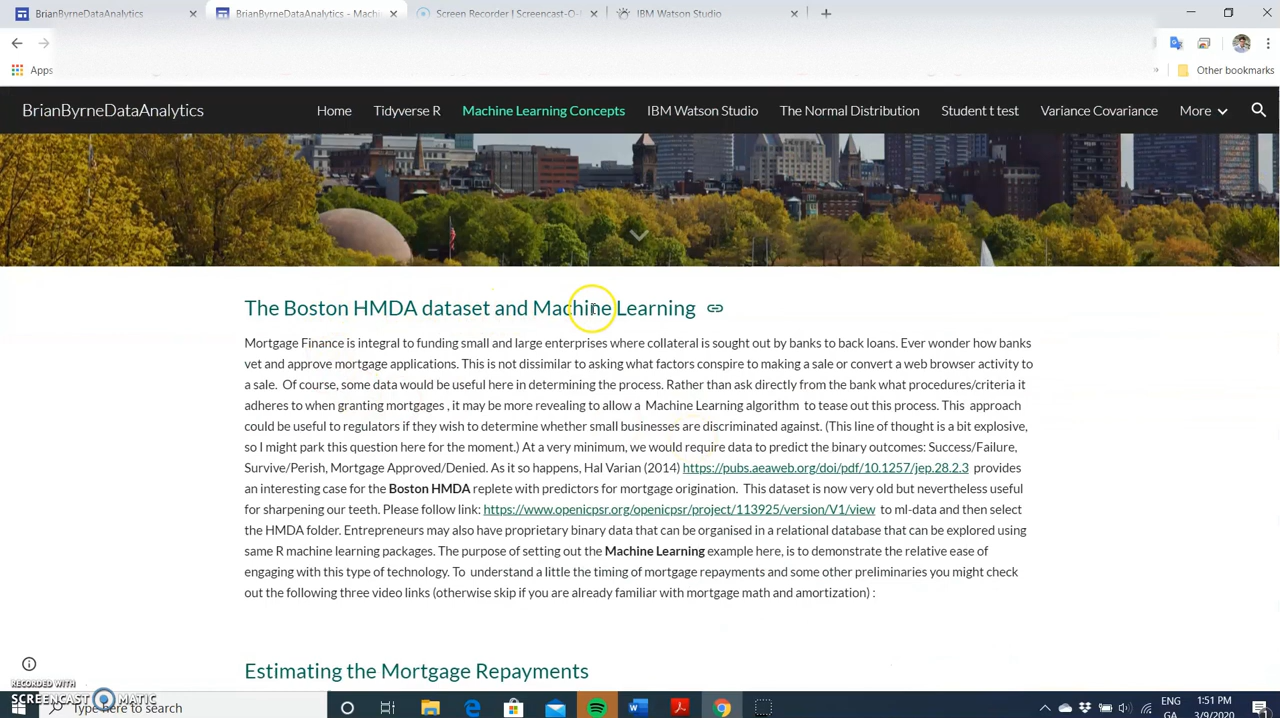 BrianByrneDataAnalytics
BrianByrneDataAnalytics - Machin
Screen Recorder | Screencast-O-
IBM Watson Studio
Apps
Other bookmarks
BrianByrneDataAnalytics
Home
Tidyverse R
Machine Learning Concepts
IBM Watson Studio
The Normal Distribution
Student t test
Variance Covariance
More
The Boston HMDA dataset and Machine Learning
Mortgage Finance is integral to funding small and large enterprises where collateral is sought out by banks to back loans. Ever wonder how banks
vet and approve mortgage applications. This is not dissimilar to asking what factors conspire to making a sale or convert a web browser activity to
a sale. Of course, some data would be useful here in determining the process. Rather than ask directly from the bank what procedures/criteria it
adheres to when granting mortgages , it may be more revealing to allow a Machine Learning algorithm to tease out this process. This approach
could be useful to regulators if they wish to determine whether small businesses are discriminated against. (This line of thought is a bit explosive,
so I might park this question here for the moment.) At a very minimum, we would require data to predict the binary outcomes: Success/Failure,
Survive/Perish, Mortgage Approved/Denied. As it so happens, Hal Varian (2014) https://pubs.aeaweb.org/doi/pdf/10.1257/jep.28.2.3 provides
an interesting case for the Boston HMDA replete with predictors for mortgage origination. This dataset is now very old but nevertheless useful
for sharpening our teeth. Please follow link: https://www.openicpsr.org/openicpsr/project/113925/version/V1/view to ml-data and then select
the HMDA folder. Entrepreneurs may also have proprietary binary data that can be organised in a relational database that can be explored using
same R machine learning packages. The purpose of setting out the Machine Learning example here, is to demonstrate the relative ease of
engaging with this type of technology. To understand a little the timing of mortgage repayments and some other preliminaries you might check
out the following three video links (otherwise skip if you are already familiar with mortgage math and amortization) :
Estimating the Mortgage Repayments
RECORDED WITH
SCREENCAST MATIC
Type here to search
ENG
GA
1:51 PM
3/9/2020